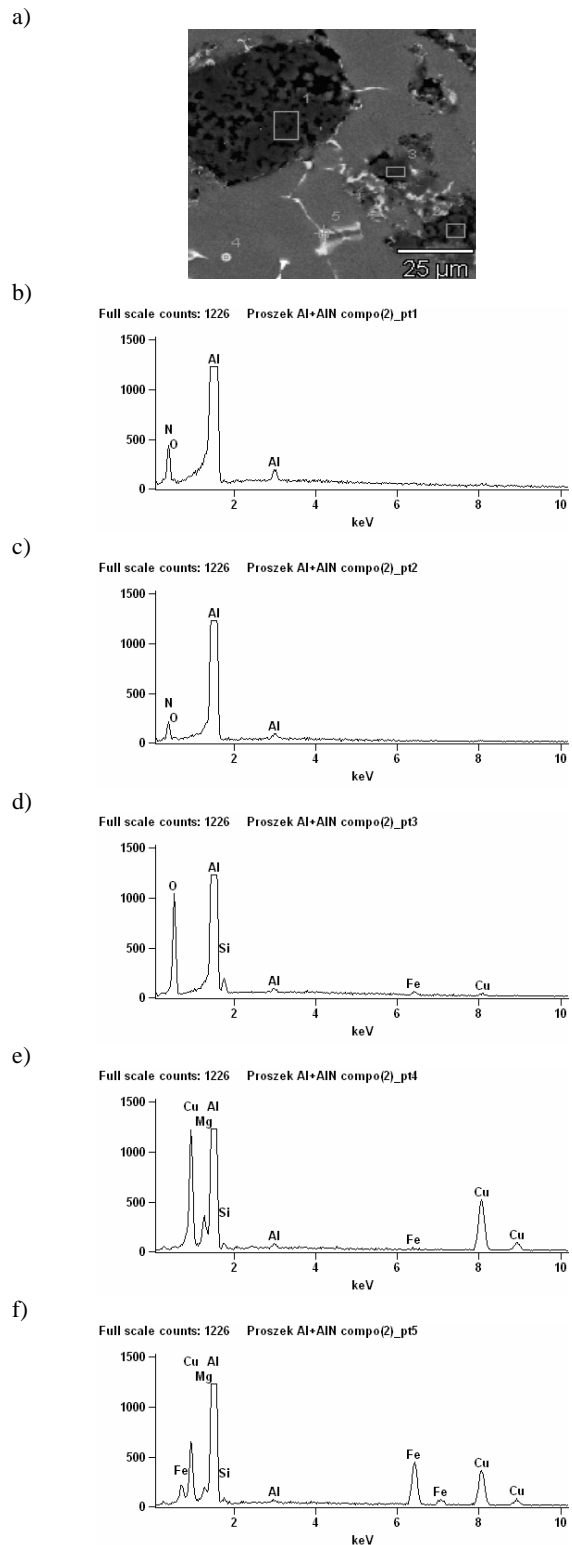 a)
1
3
2
5
4
25 µm
b)
Full scale counts: 1226 Proszek Al+AlN compo(2)_pt1
1500
Al
1000
N
500
O
Al
0
2 4 6 8 10
keV
c)
Full scale counts: 1226 Proszek Al+AlN compo(2)_pt2
1500
Al
1000
500
N
O
Al
0
2 4 6 8 10
keV
d)
Full scale counts: 1226 Proszek Al+AlN compo(2)_pt3
1500
O Al
1000
500
Si
Al Fe Cu
0
2 4 6 8 10
keV
e)
Full scale counts: 1226 Proszek Al+AlN compo(2)_pt4
1500
Cu Al
Mg
1000
500
Cu
Si
Al Fe Cu
0
2 4 6 8 10
keV
f)
Full scale counts: 1226 Proszek Al+AlN compo(2)_pt5
1500
Cu Al
Mg
1000
500
Fe Fe Cu
Si
Al Fe Cu
0
2 4 6 8 10
keV